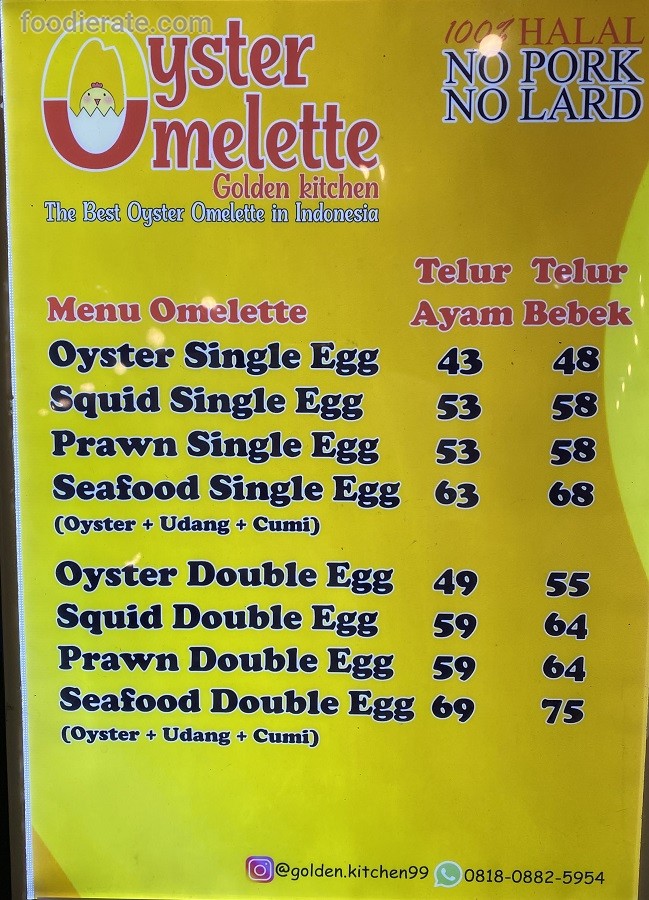 foodierate.com
Oyster
Omelette
Golden kitchen
The Best Oyster Omelette in Indonesia
100% HALAL
NO PORK
NO LARD
Telur Telur
Menu Omelette Ayam Bebek
Oyster Single Egg 43 48
Squid Single Egg 53 58
Prawn Single Egg 53 58
Seafood Single Egg 63 68
(Oyster + Udang + Cumi)
Oyster Double Egg 49 55
Squid Double Egg 59 64
Prawn Double Egg 59 64
Seafood Double Egg 69 75
(Oyster + Udang + Cumi)
@golden.kitchen99 0818-0882-5954